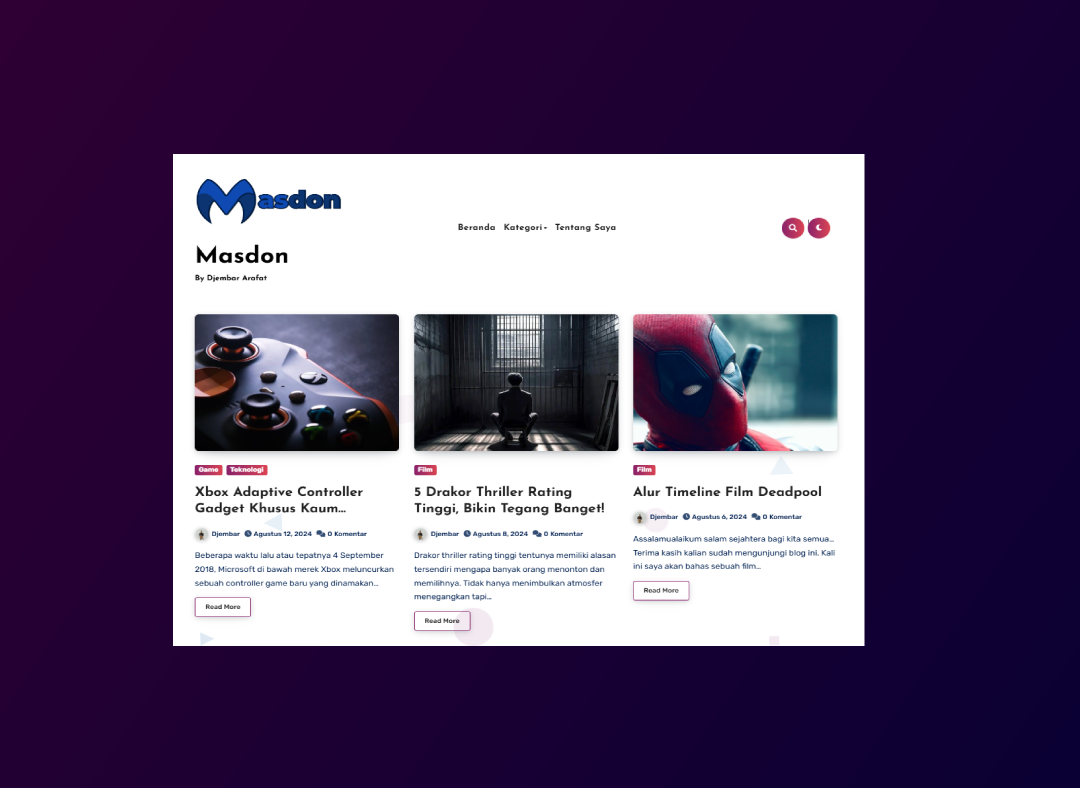 Masdon
Beranda Kategori Tentang Saya
Masdon
By Djembar Arafat
Game Teknologi
Xbox Adaptive Controller
Gadget Khusus Kaum...
Djembar Agustus 12, 2024 0 Komentar
Beberapa waktu lalu atau tepatnya 4 September
2018, Microsoft di bawah merek Xbox meluncurkan
sebuah controller game baru yang dinamakan...
Read More
Film
5 Drakor Thriller Rating
Tinggi, Bikin Tegang Banget!
Djembar Agustus 8, 2024 0 Komentar
Drakor thriller rating tinggi tentunya memiliki alasan
tersendiri mengapa banyak orang menonton dan
memilihnya. Tidak hanya menimbulkan atmosfer
menegangkan tapi...
Read More
Film
Alur Timeline Film Deadpool
Djembar Agustus 6, 2024 0 Komentar
Assalamualaikum salam sejahtera bagi kita semua...
Terima kasih kalian sudah mengunjungi blog ini. Kali
ini saya akan bahas sebuah film...
Read More